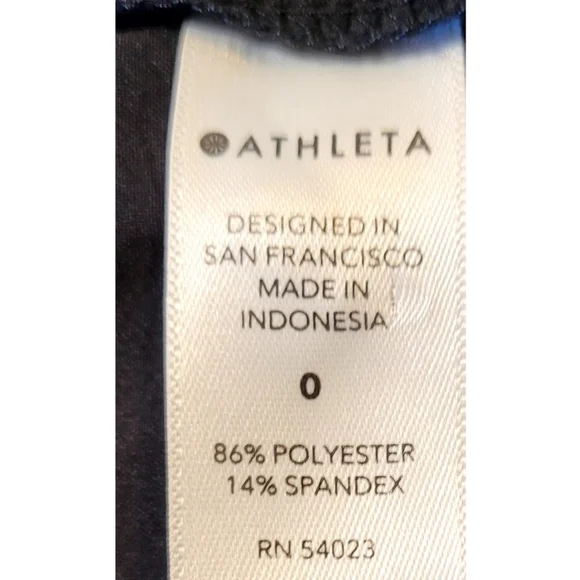 ATHLETA
DESIGNED IN
SAN FRANCISCO
MADE IN
INDONESIA
0
86% POLYESTER
14% SPANDEX
RN 54023